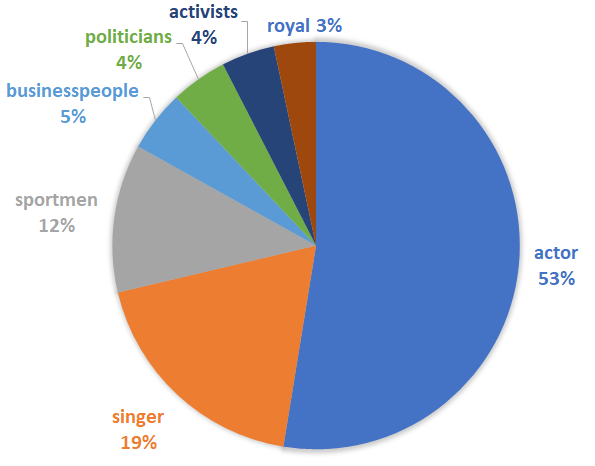 activists
4%
royal 3%
politicians
4%
businesspeople
5%
sportmen
12%
actor
53%
singer
19%